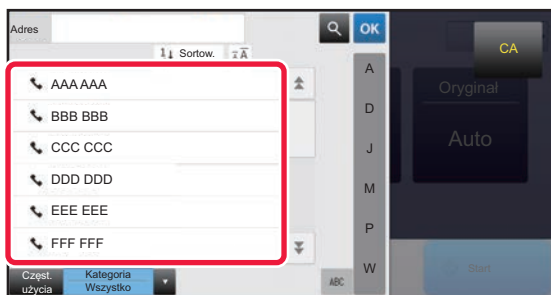 Adres
OK
CA
1↓ Sortow.
A
AAA AAA
Oryginał
BBB BBB
D
CCC CCC
J
Auto
DDD DDD
M
EEE EEE
P
FFF FFF
W
Start
Częst.
użycia
Kategoria
Wszystko
ABC